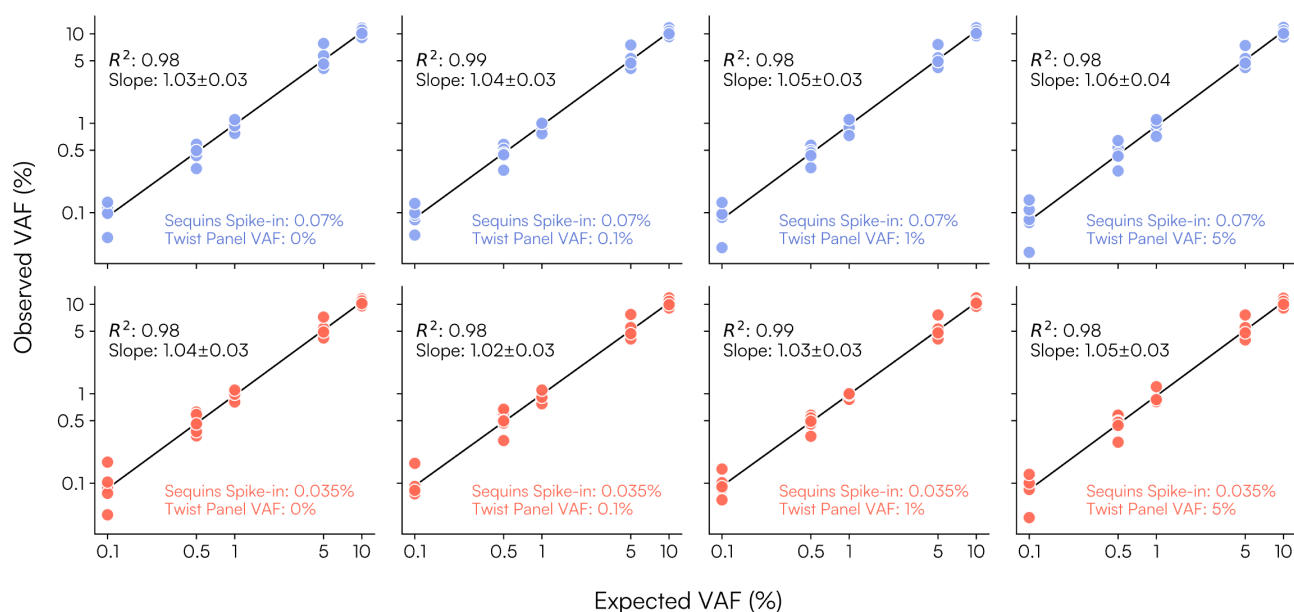 10
5
1
0.5
0.1
R²: 0.98
Slope: 1.03±0.03
Sequins Spike-in: 0.07%
Twist Panel VAF: 0%
R²: 0.99
Slope: 1.04±0.03
Sequins Spike-in: 0.07%
Twist Panel VAF: 0.1%
R²: 0.98
Slope: 1.05±0.03
Sequins Spike-in: 0.07%
Twist Panel VAF: 1%
R²: 0.98
Slope: 1.06±0.04
Sequins Spike-in: 0.07%
Twist Panel VAF: 5%
Observed VAF (%)
10
5
1
0.5
0.1
R²: 0.98
Slope: 1.04±0.03
Sequins Spike-in: 0.035%
Twist Panel VAF: 0%
R²: 0.98
Slope: 1.02±0.03
Sequins Spike-in: 0.035%
Twist Panel VAF: 0.1%
R²: 0.99
Slope: 1.03±0.03
Sequins Spike-in: 0.035%
Twist Panel VAF: 1%
R²: 0.98
Slope: 1.05±0.03
Sequins Spike-in: 0.035%
Twist Panel VAF: 5%
0.1 0.5 1 5 10
0.1 0.5 1 5 10
0.1 0.5 1 5 10
0.1 0.5 1 5 10
Expected VAF (%)